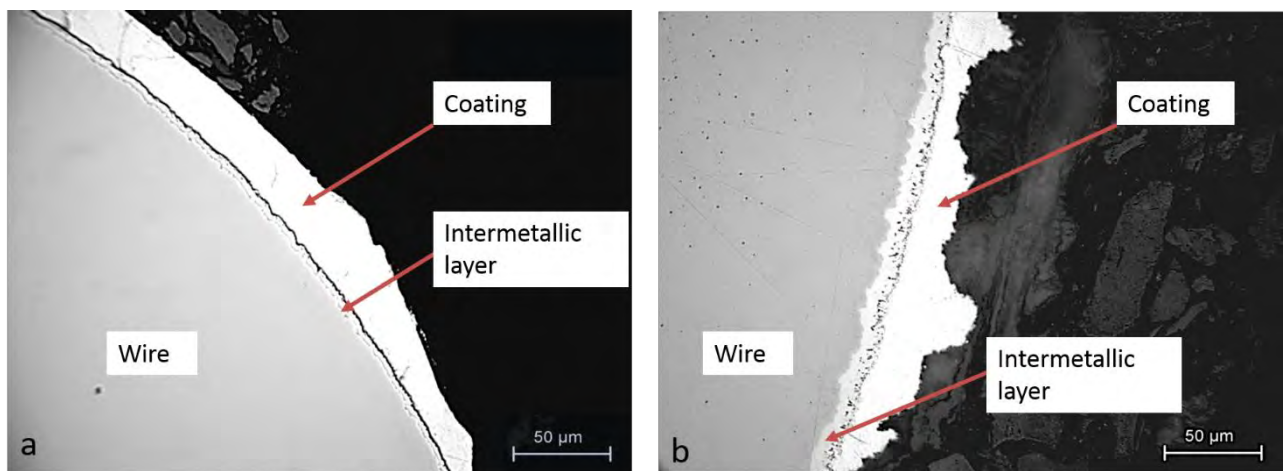 Coating
Intermetallic
layer
Wire
a
50 µm
Coating
Wire
Intermetallic
layer
b
50 µm